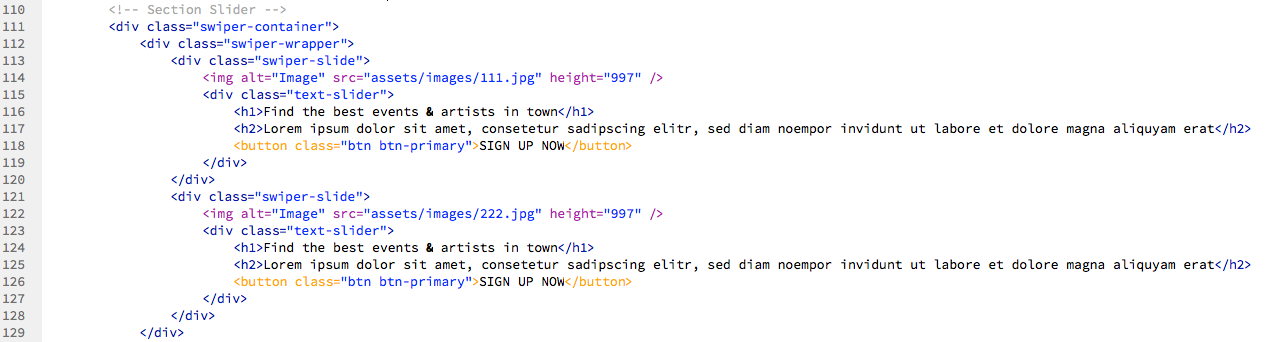 110 <!-- Section Slider -->
111 <div class="swiper-container">
112 <div class="swiper-wrapper">
113 <div class="swiper-slide">
114 <img alt="Image" src="assets/images/111.jpg" height="997" />
115 <div class="text-slider">
116 <h1>Find the best events & artists in town</h1>
117 <h2>Lorem ipsum dolor sit amet, consetetur sadipscing elitr, sed diam noempor invidunt ut labore et dolore magna aliquyam erat</h2>
118 <button class="btn btn-primary">SIGN UP NOW</button>
119 </div>
120 </div>
121 <div class="swiper-slide">
122 <img alt="Image" src="assets/images/222.jpg" height="997" />
123 <div class="text-slider">
124 <h1>Find the best events & artists in town</h1>
125 <h2>Lorem ipsum dolor sit amet, consetetur sadipscing elitr, sed diam noempor invidunt ut labore et dolore magna aliquyam erat</h2>
126 <button class="btn btn-primary">SIGN UP NOW</button>
127 </div>
128 </div>
129 </div>